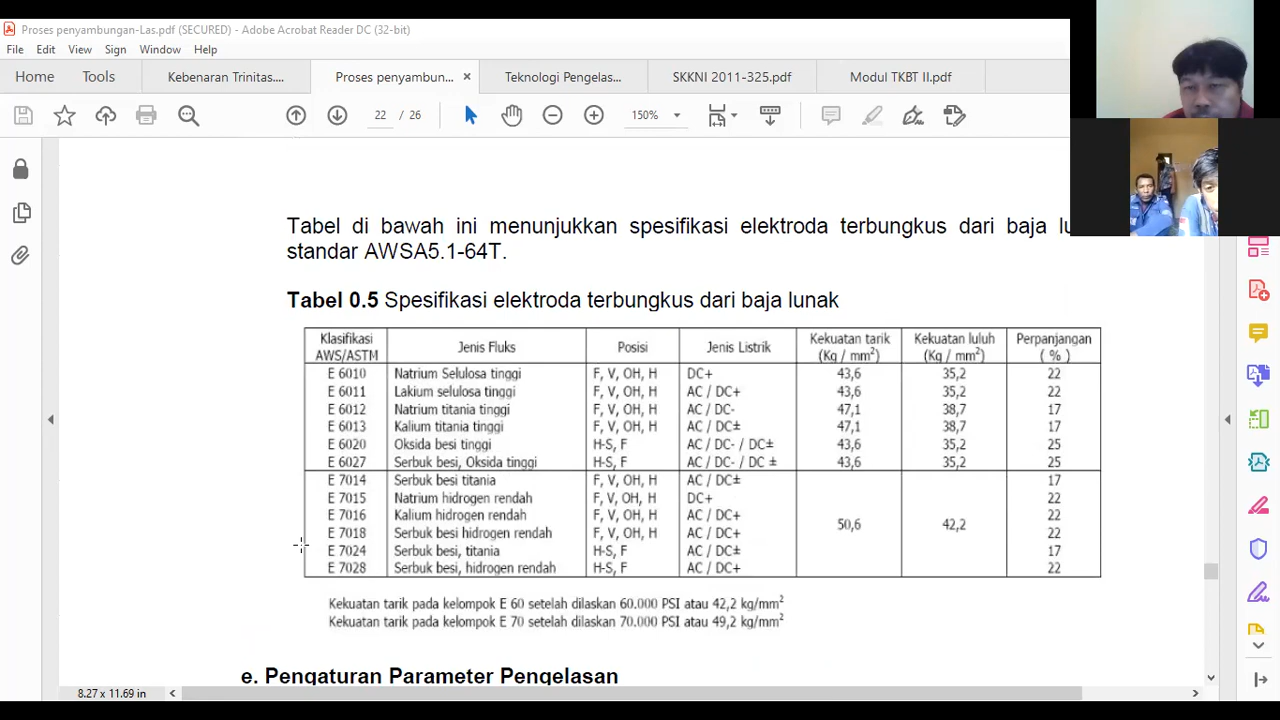 Proses penyambungan-Las.pdf (SECURED) - Adobe Acrobat Reader DC (32-bit)
File Edit View Sign Window Help
Home Tools Kebenaran Trinitas.... Proses penyambun... × Teknologi Pengelas... SKKNI 2011-325.pdf Modul TKBT II.pdf
22 / 26 150%
Tabel di bawah ini menunjukkan spesifikasi elektroda terbungkus dari baja
standar AWSA5.1-64T.
Tabel 0.5 Spesifikasi elektroda terbungkus dari baja lunak
Klasifikasi AWS/ASTM Jenis Fluks Posisi Jenis Listrik Kekuatan tarik (Kg / mm²) Kekuatan luluh (Kg / mm²) Perpanjangan ( % )
E 6010 Natrium Selulosa tinggi F, V, OH, H DC+ 43,6 35,2 22
E 6011 Lakium selulosa tinggi F, V, OH, H AC / DC+ 43,6 35,2 22
E 6012 Natrium titania tinggi F, V, OH, H AC / DC- 47,1 38,7 17
E 6013 Kalium titania tinggi F, V, OH, H AC / DC± 47,1 38,7 17
E 6020 Oksida besi tinggi H-S, F AC / DC- / DC± 43,6 35,2 25
E 6027 Serbuk besi, Oksida tinggi H-S, F AC / DC- / DC ± 43,6 35,2 25
E 7014 Serbuk besi titania F, V, OH, H AC / DC± 17
E 7015 Natrium hidrogen rendah F, V, OH, H DC+ 22
E 7016 Kalium hidrogen rendah F, V, OH, H AC / DC+ 22
50,6 42,2
E 7018 Serbuk besi hidrogen rendah F, V, OH, H AC / DC+ 22
E 7024 Serbuk besi, titania H-S, F AC / DC± 17
E 7028 Serbuk besi, hidrogen rendah H-S, F AC / DC+ 22
Kekuatan tarik pada kelompok E 60 setelah dilaskan 60.000 PSI atau 42,2 kg/mm²
Kekuatan tarik pada kelompok E 70 setelah dilaskan 70.000 PSI atau 49,2 kg/mm²
e. Pengaturan Parameter Pengelasan
8.27 x 11.69 in